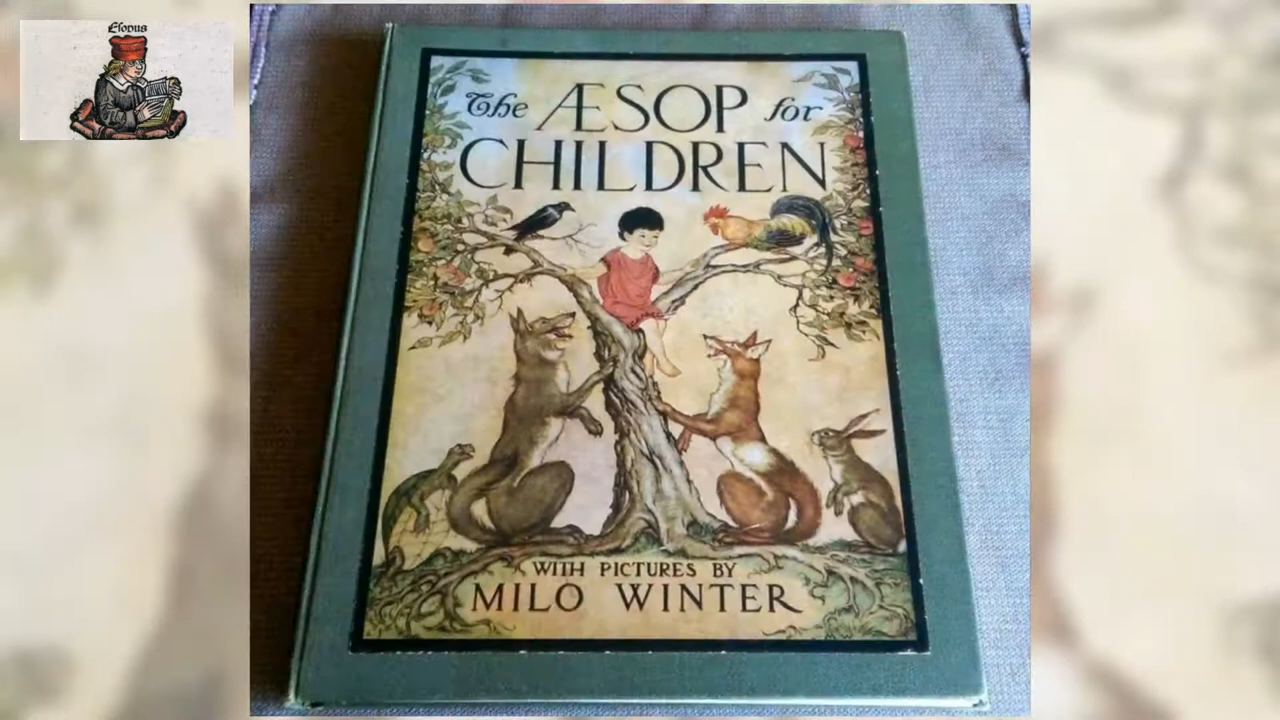 Esopus
The ÆSOP for
CHILDREN
WITH PICTURES BY
MILO WINTER